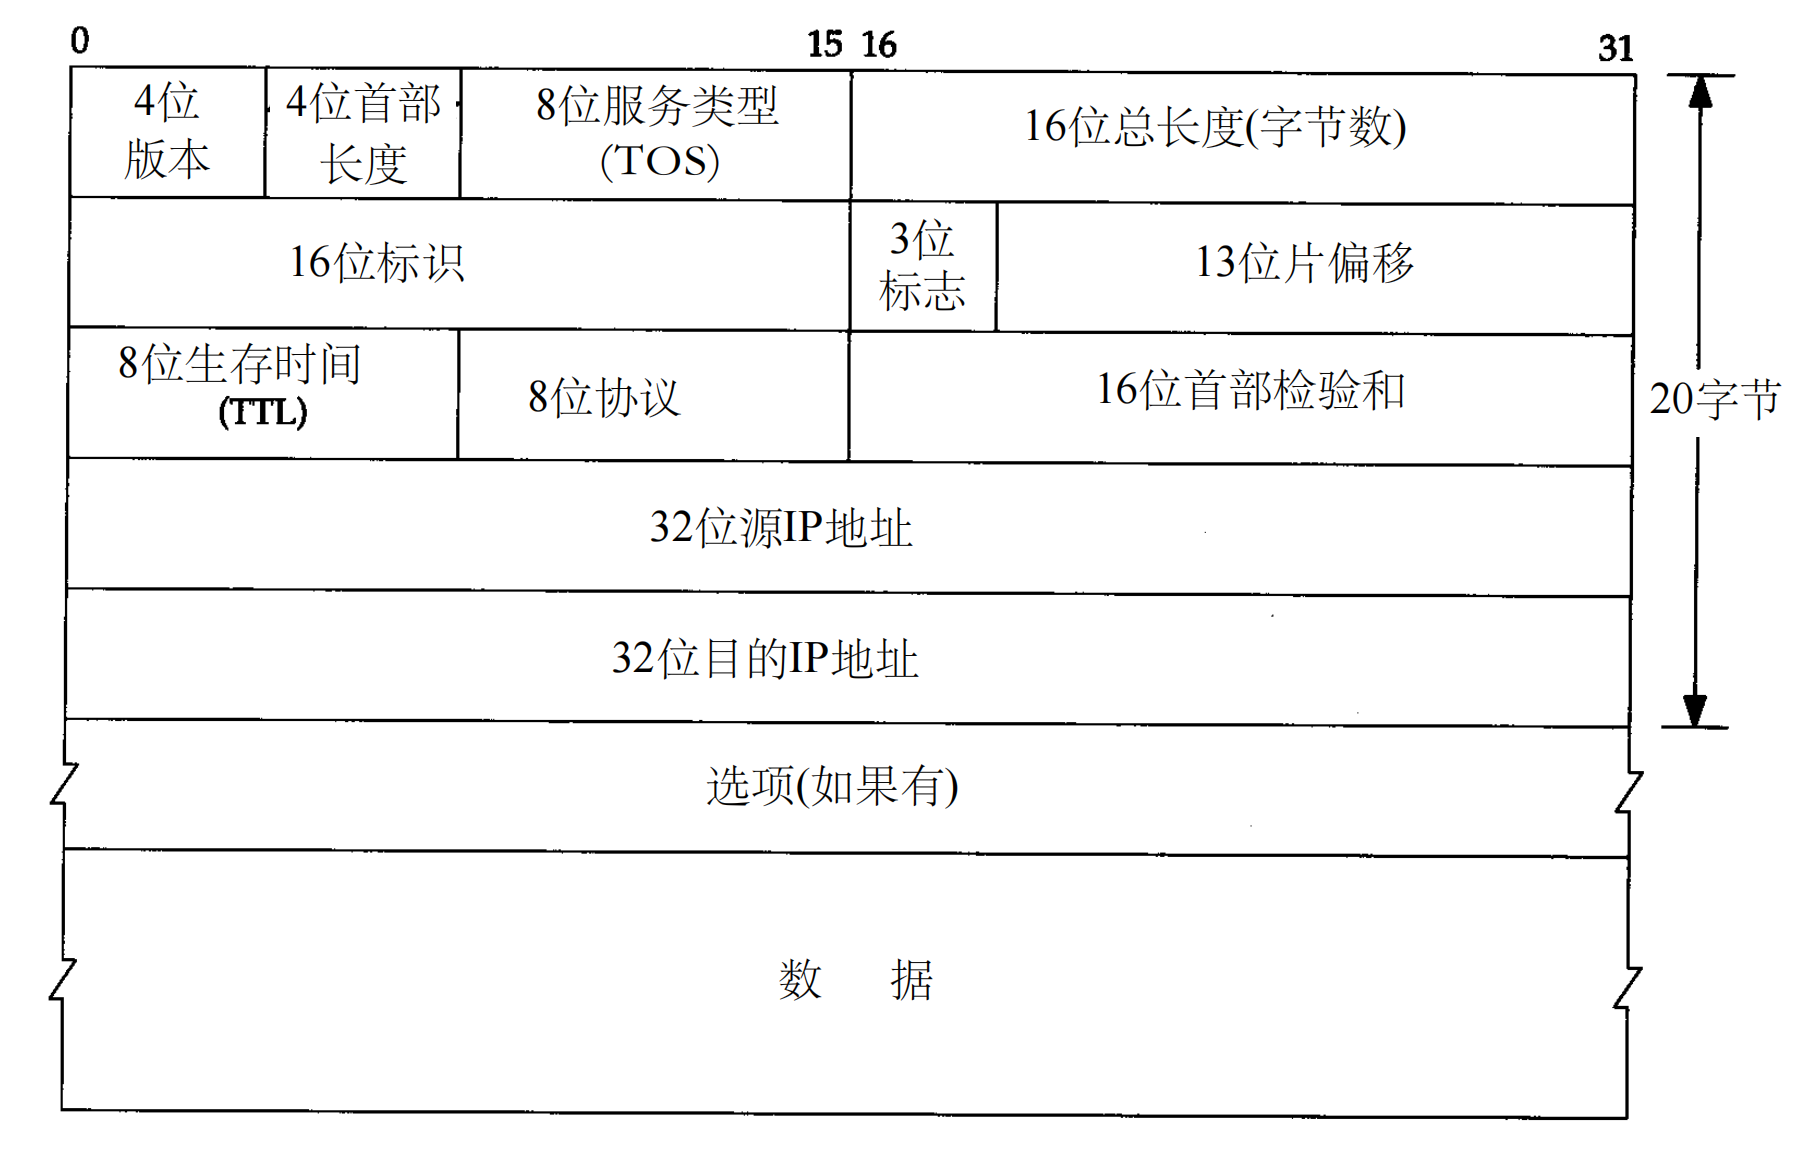 0 15 16 31
4位
版本
4位首部
长度
8位服务类型
(TOS)
16位总长度(字节数)
16位标识
3位
标志
13位片偏移
8位生存时间
(TTL)
8位协议
16位首部检验和
20字节
32位源IP地址
32位目的IP地址
选项(如果有)
数 据